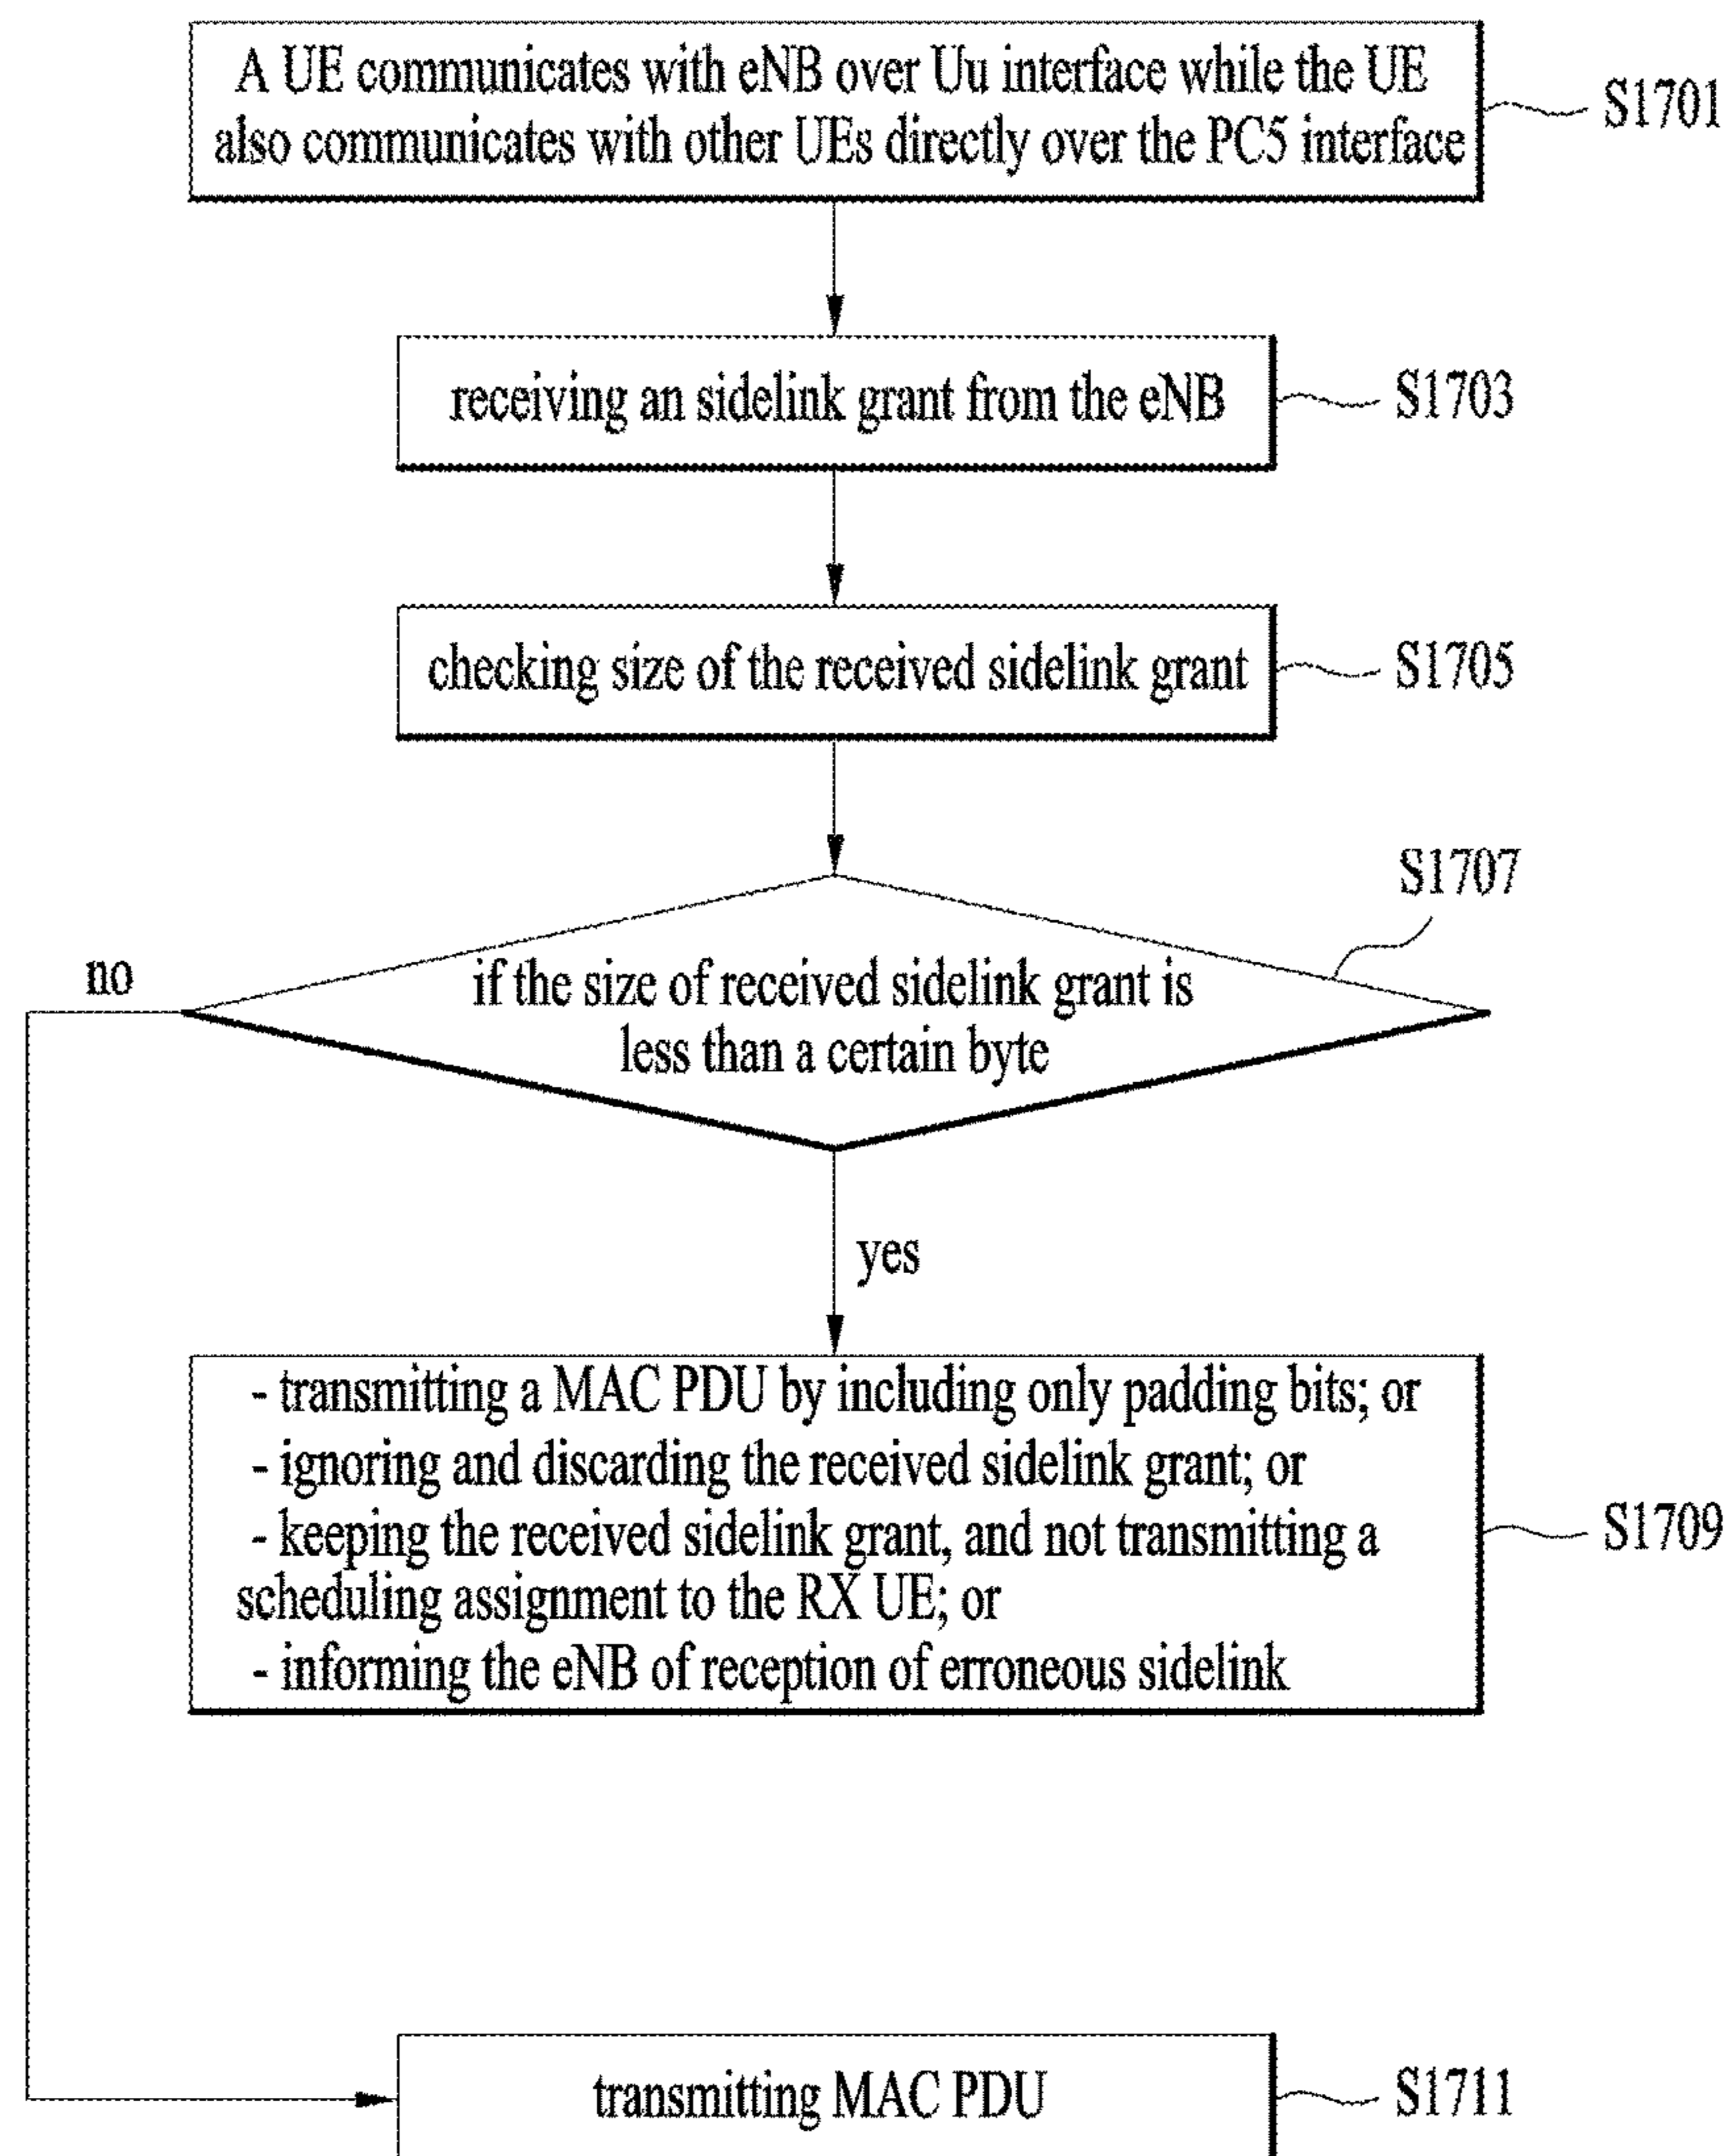 A UE communicates with eNB over Uu interface while the UE
also communicates with other UEs directly over the PC5 interface
S1701
receiving an sidelink grant from the eNB
S1703
checking size of the received sidelink grant
S1705
S1707
no
if the size of received sidelink grant is
less than a certain byte
yes
- transmitting a MAC PDU by including only padding bits; or
- ignoring and discarding the received sidelink grant; or
- keeping the received sidelink grant, and not transmitting a
scheduling assignment to the RX UE; or
- informing the eNB of reception of erroneous sidelink
S1709
transmitting MAC PDU
S1711